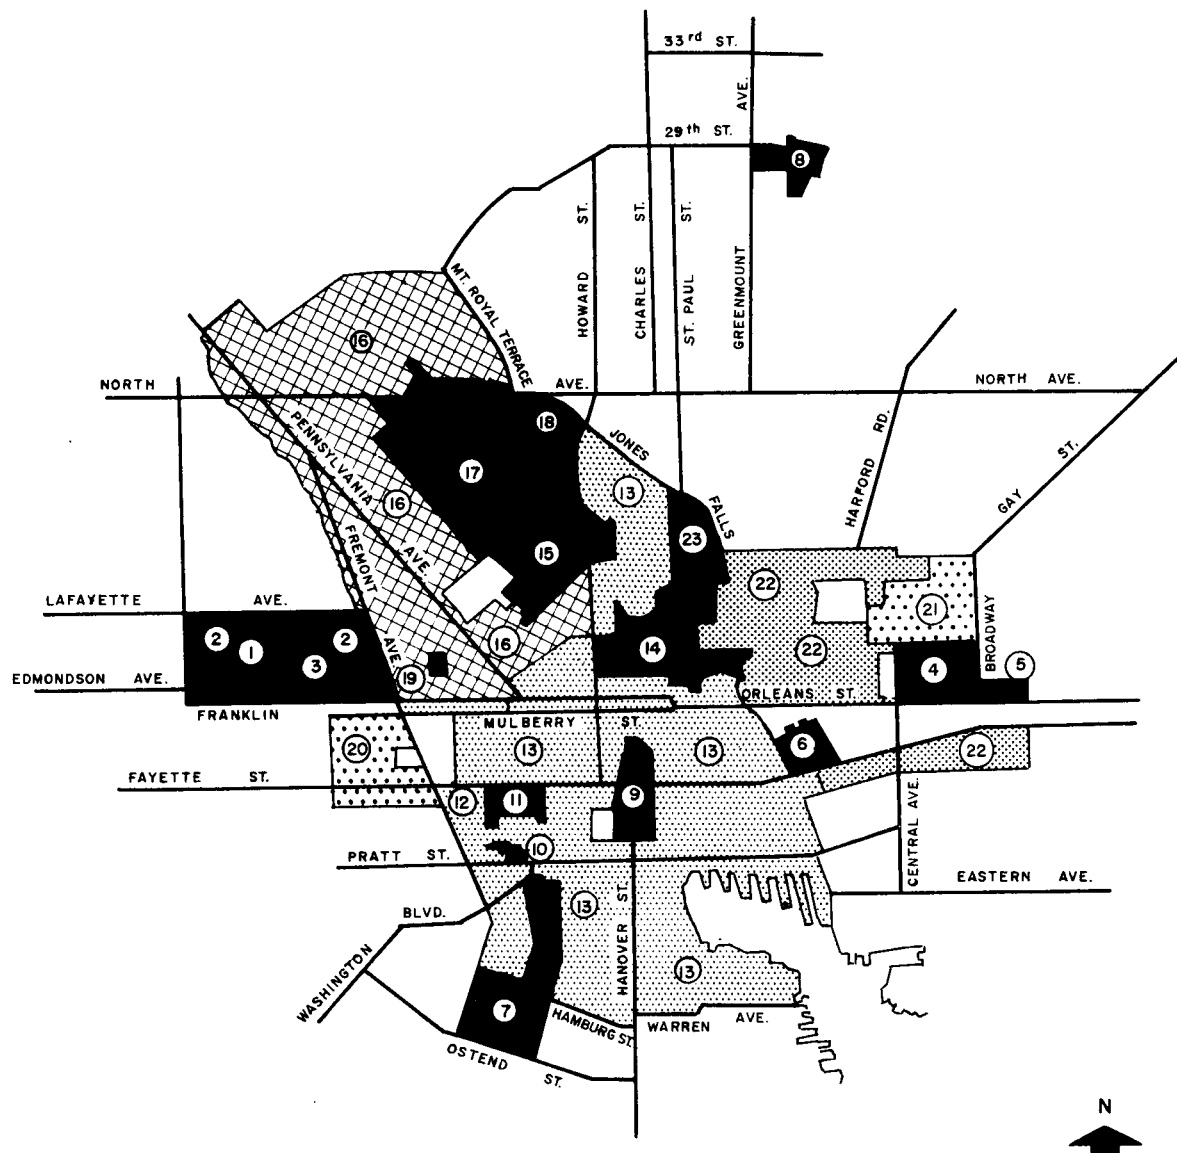 33rd ST.
AVE.
29th ST.
8
HOWARD ST.
CHARLES ST.
ST. PAUL ST.
GREENMOUNT
MT. ROYAL TERRACE
16
NORTH
AVE.
NORTH AVE.
18
JONES
HARFORD RD.
GAY ST.
PENNSYLVANIA
AVE.
17
13
16
FALLS
FREMONT
AVE.
23
15
22
LAFAYETTE AVE.
21
2
1
2
3
16
14
22
BROADWAY
5
4
EDMONDSON AVE.
19
ORLEANS ST.
FRANKLIN
MULBERRY ST.
20
13
13
6
22
FAYETTE ST.
12
11
9
CENTRAL AVE.
PRATT ST.
10
EASTERN AVE.
BLVD.
WASHINGTON
13
HANOVER ST.
13
7
HAMBURG ST.
WARREN AVE.
OSTEND ST.
N